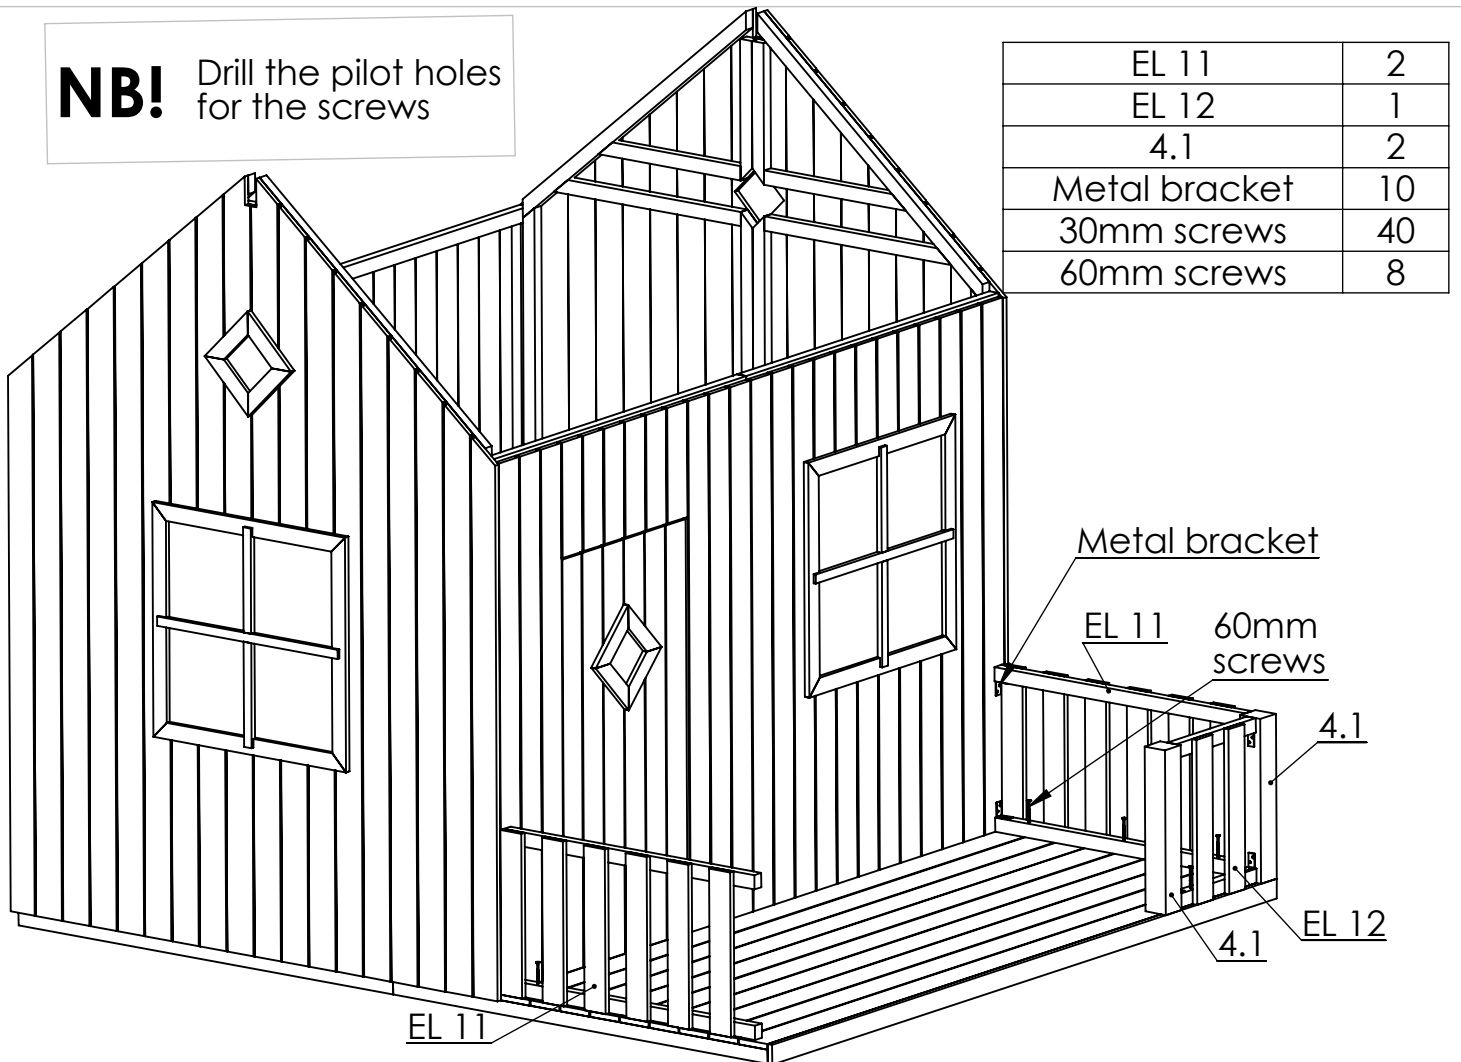 NB! Drill the pilot holes
for the screws
EL 11 2
EL 12 1
4.1 2
Metal bracket 10
30mm screws 40
60mm screws 8
Metal bracket
EL 11 60mm
screws
4.1
EL 12
4.1
EL 11